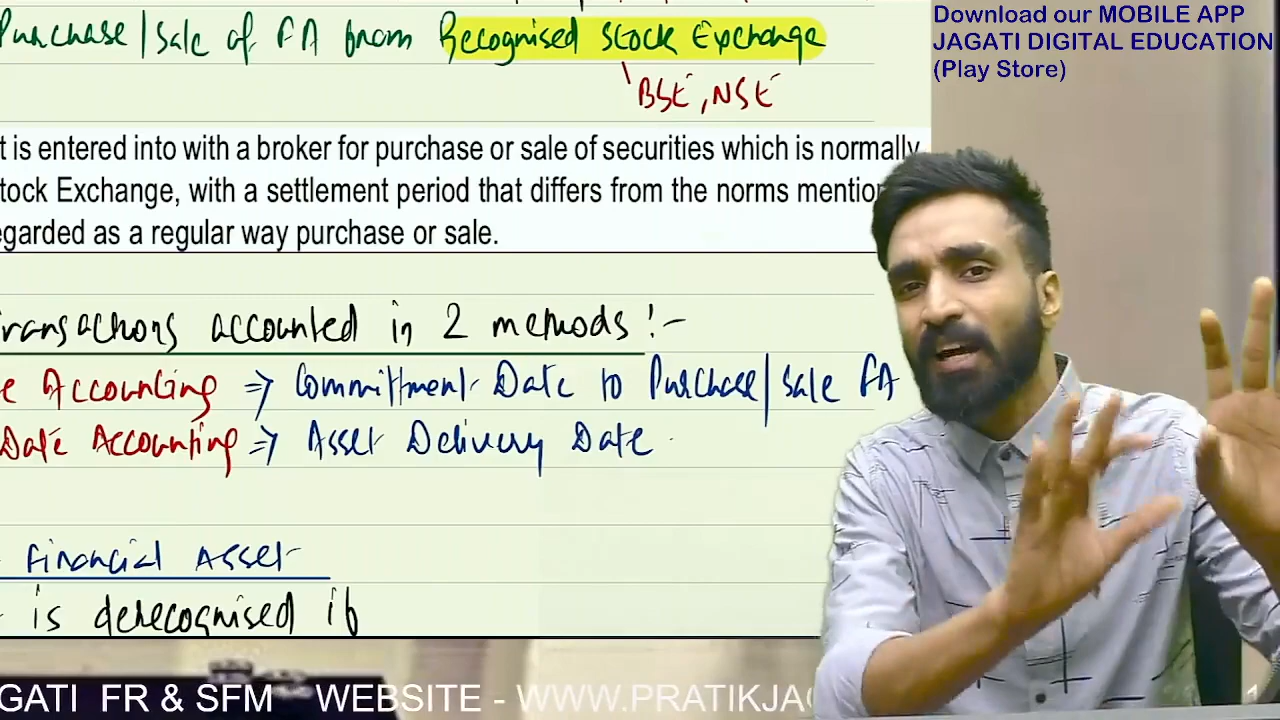 Purchase/sale of FA from Recognised stock Exchange
BSE, NSE
Download our MOBILE APP
JAGATI DIGITAL EDUCATION
(Play Store)
t is entered into with a broker for purchase or sale of securities which is normally
tock Exchange, with a settlement period that differs from the norms mentio
egarded as a regular way purchase or sale.
ransactions accounted in 2 methods :-
e Accounting => Committment Date to Purchase/sale FA
Date Accounting => Asset Delivery Date
Financial Asset
is derecognised if
GATI FR & SFM WEBSITE - WWW.PRATIKJAG